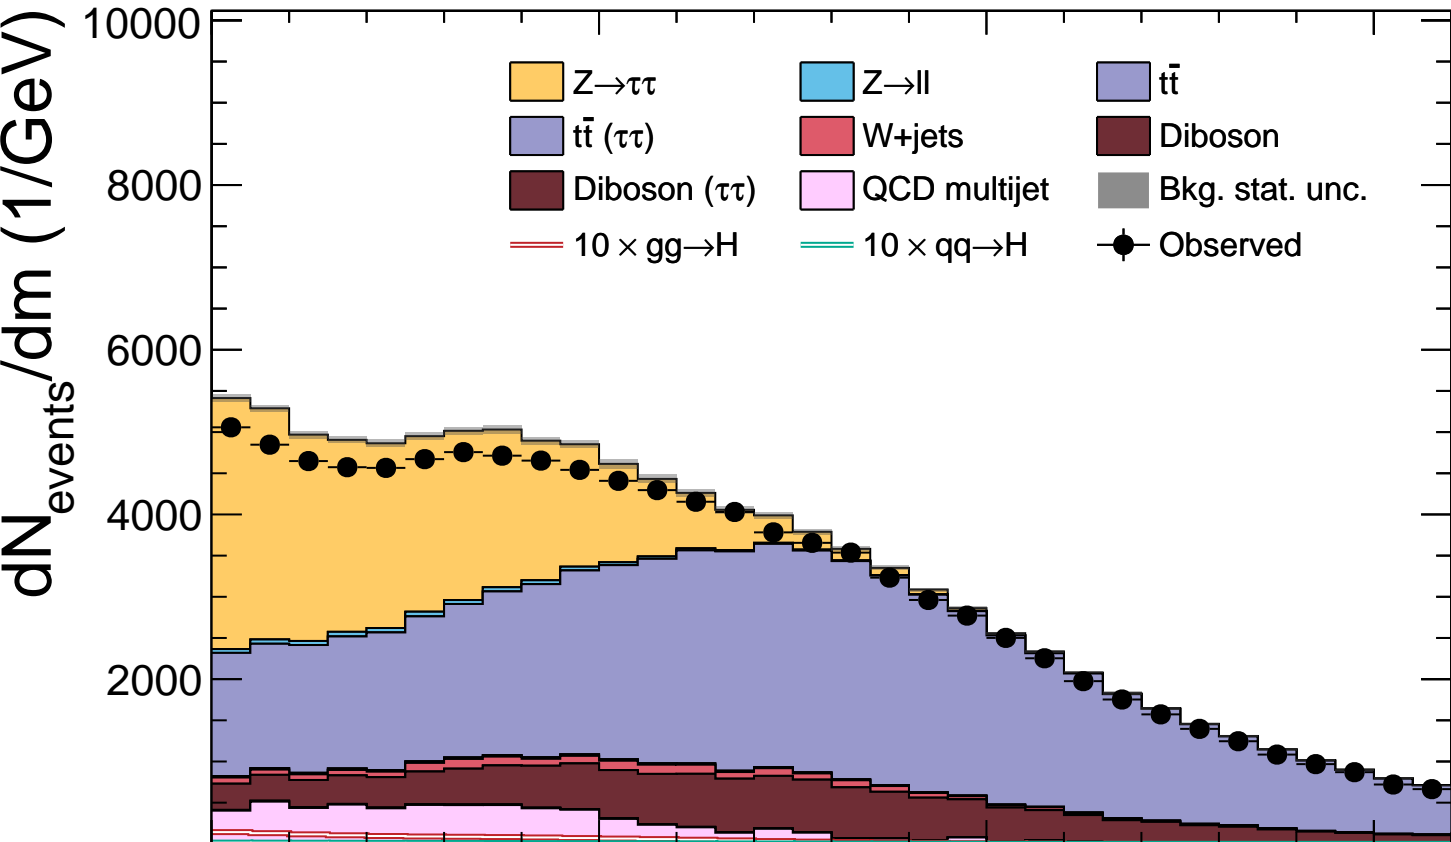 10000
8000
6000
4000
2000
dN_events/dm (1/GeV)
Z→ττ Z→ll tt̄
tt̄ (ττ) W+jets Diboson
Diboson (ττ) QCD multijet Bkg. stat. unc.
10 × gg→H 10 × qq→H Observed